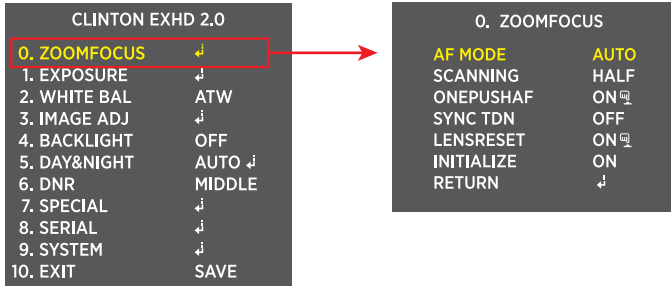 CLINTON EXHD 2.0
0. ZOOMFOCUS ↲
1. EXPOSURE ↲
2. WHITE BAL ATW
3. IMAGE ADJ ↲
4. BACKLIGHT OFF
5. DAY&NIGHT AUTO ↲
6. DNR MIDDLE
7. SPECIAL ↲
8. SERIAL ↲
9. SYSTEM ↲
10. EXIT SAVE
0. ZOOMFOCUS
AF MODE AUTO
SCANNING HALF
ONEPUSHAF ON
SYNC TDN OFF
LENSRESET ON
INITIALIZE ON
RETURN ↲